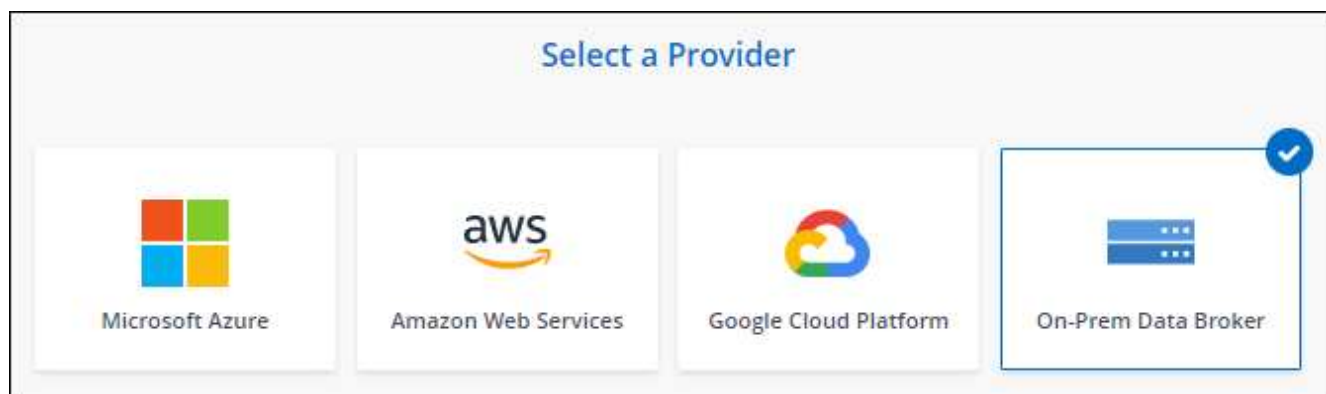 Select a Provider
aws
Microsoft Azure
Amazon Web Services
Google Cloud Platform
On-Prem Data Broker